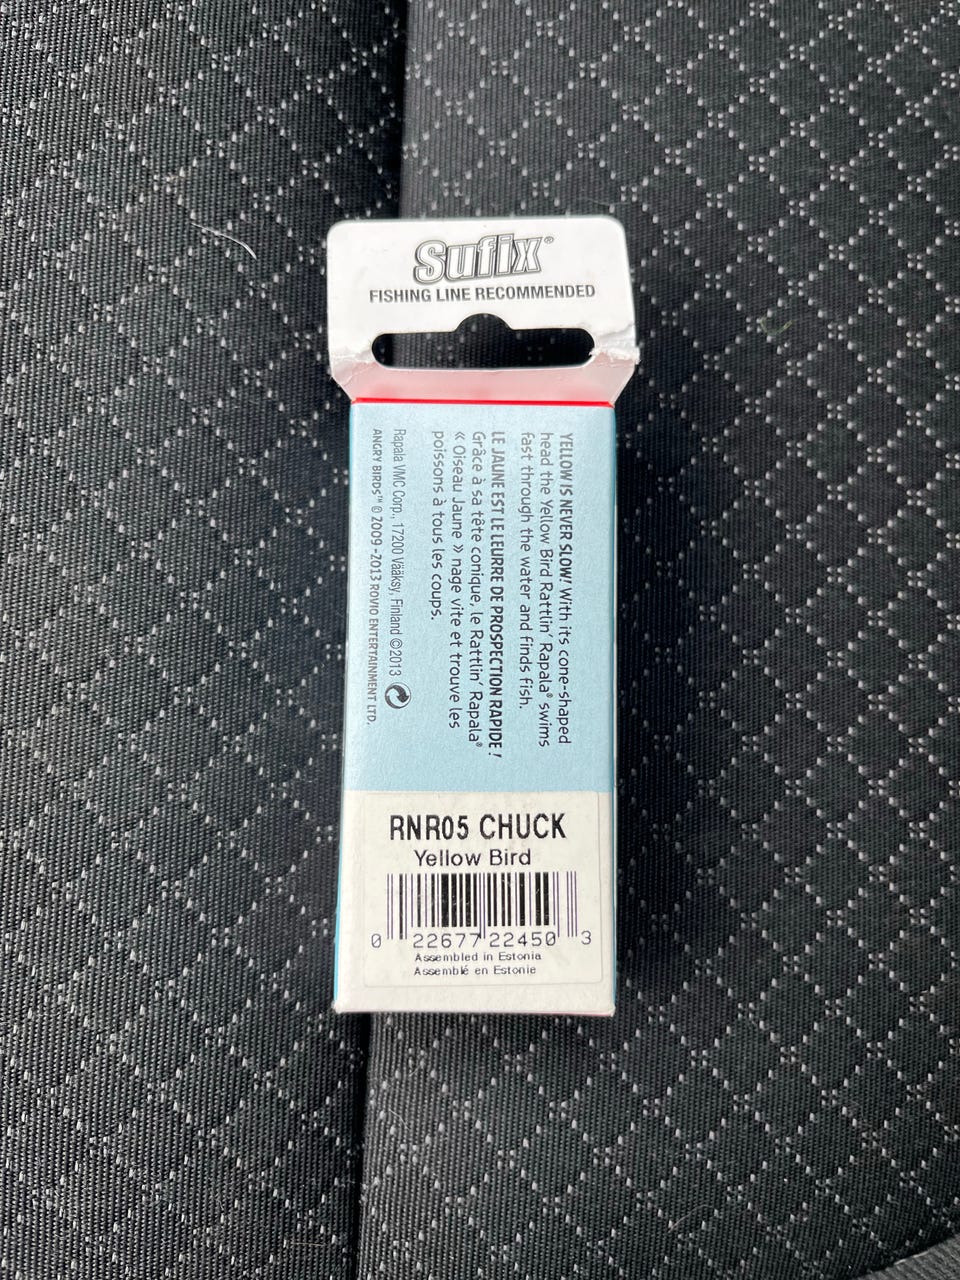 Sufix®
FISHING LINE RECOMMENDED
YELLOW IS NEVER SLOW! With its cone-shaped
head the Yellow Bird Rattlin' Rapala® swims
fast through the water and finds fish.
LE JAUNE EST LE LEURRE DE PROSPECTION RAPIDE !
Grâce à sa tête conique, le Rattlin' Rapala®
« Oiseau Jaune » nage vite et trouve les
poissons à tous les coups.
Rapala VMC Corp., 17200 Vääksy, Finland ©2013
ANGRY BIRDS™ © 2009 -2013 ROVIO ENTERTAINMENT LTD.
RNR05 CHUCK
Yellow Bird
0 22677 22450 3
Assembled in Estonia
Assemblé en Estonie